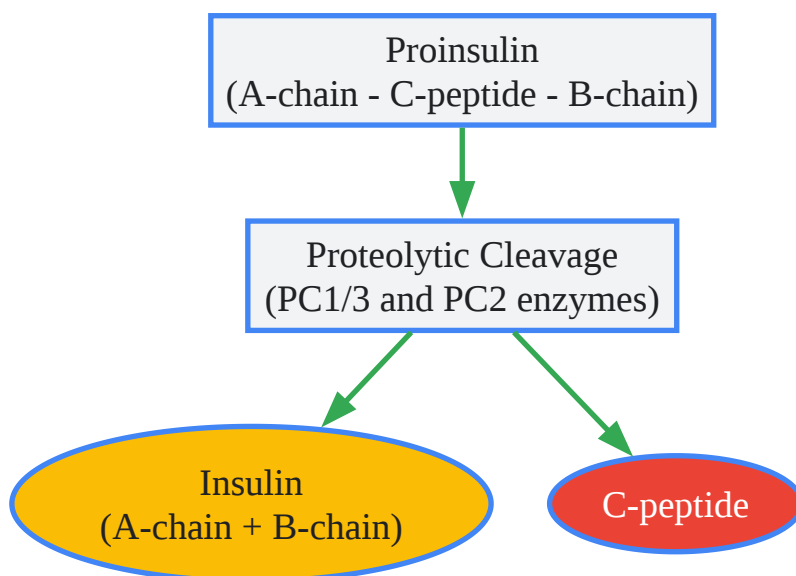 Proinsulin
(A-chain - C-peptide - B-chain)
Proteolytic Cleavage
(PC1/3 and PC2 enzymes)
Insulin
(A-chain + B-chain)
C-peptide